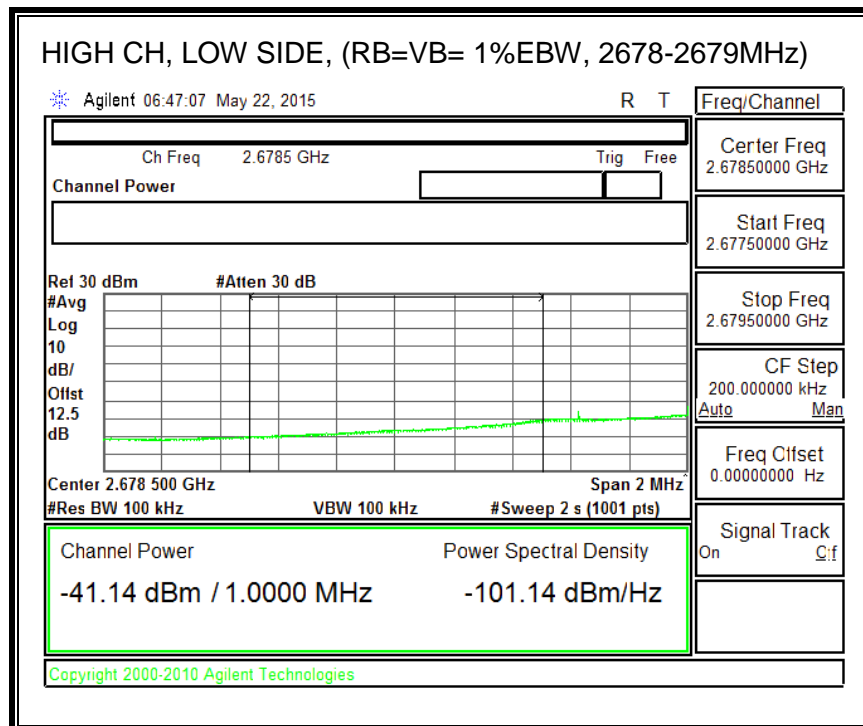 HIGH CH, LOW SIDE, (RB=VB= 1%EBW, 2678-2679MHz)
Agilent 06:47:07 May 22, 2015 R T
Freq/Channel
Ch Freq 2.6785 GHz Trig Free
Channel Power
Center Freq
2.67850000 GHz
Start Freq
2.67750000 GHz
Stop Freq
2.67950000 GHz
CF Step
200.000000 kHz
Auto Man
Freq Offset
0.00000000 Hz
Signal Track
On Off
Ref 30 dBm #Atten 30 dB
#Avg
Log
10
dB/
Offst
12.5
dB
Center 2.678 500 GHz Span 2 MHz
#Res BW 100 kHz VBW 100 kHz #Sweep 2 s (1001 pts)
Channel Power Power Spectral Density
-41.14 dBm / 1.0000 MHz -101.14 dBm/Hz
Copyright 2000-2010 Agilent Technologies